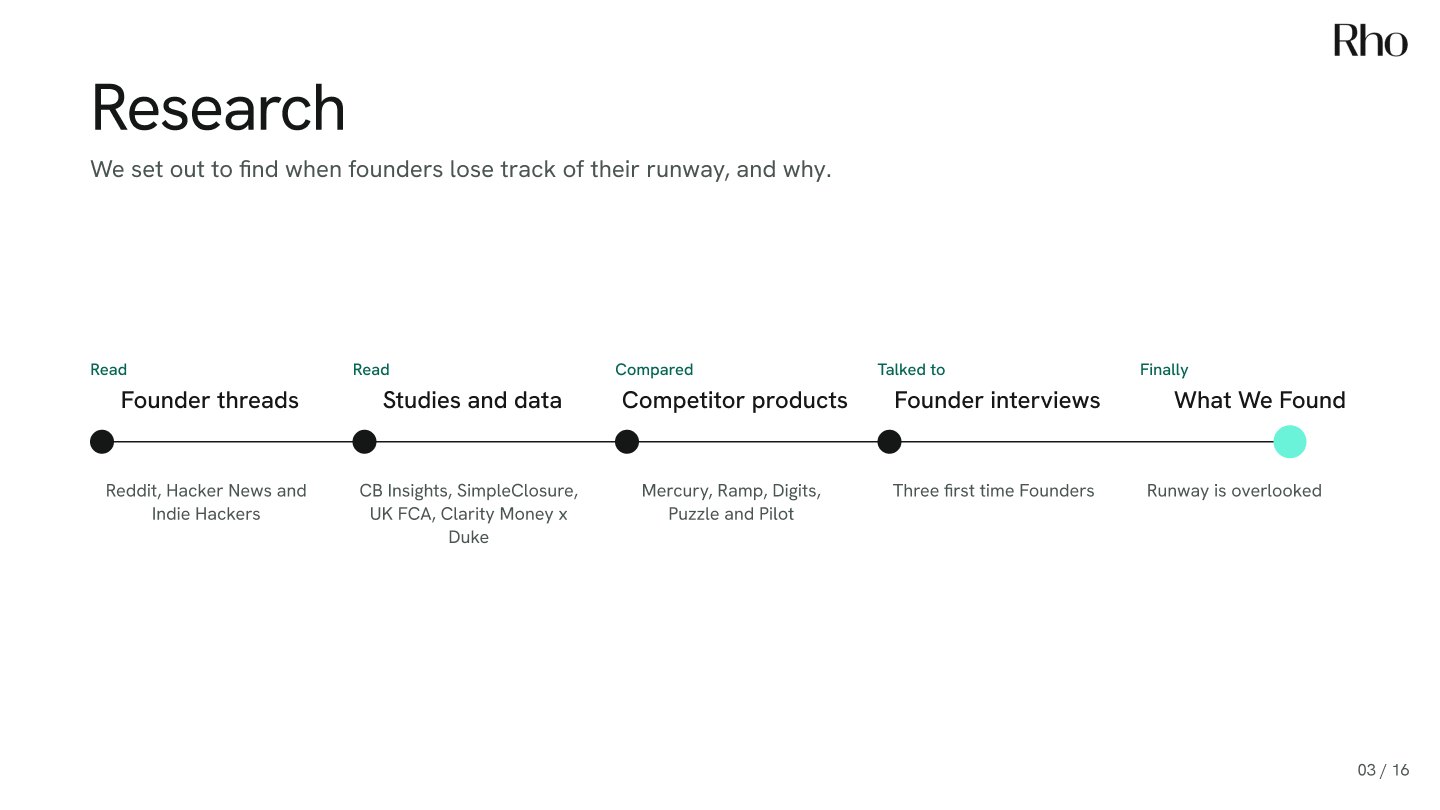 Rho
Research
We set out to find when founders lose track of their runway, and why.
Read
Founder threads
Reddit, Hacker News and
Indie Hackers
Read
Studies and data
CB Insights, SimpleClosure,
UK FCA, Clarity Money x
Duke
Compared
Competitor products
Mercury, Ramp, Digits,
Puzzle and Pilot
Talked to
Founder interviews
Three first time Founders
Finally
What We Found
Runway is overlooked
03 / 16